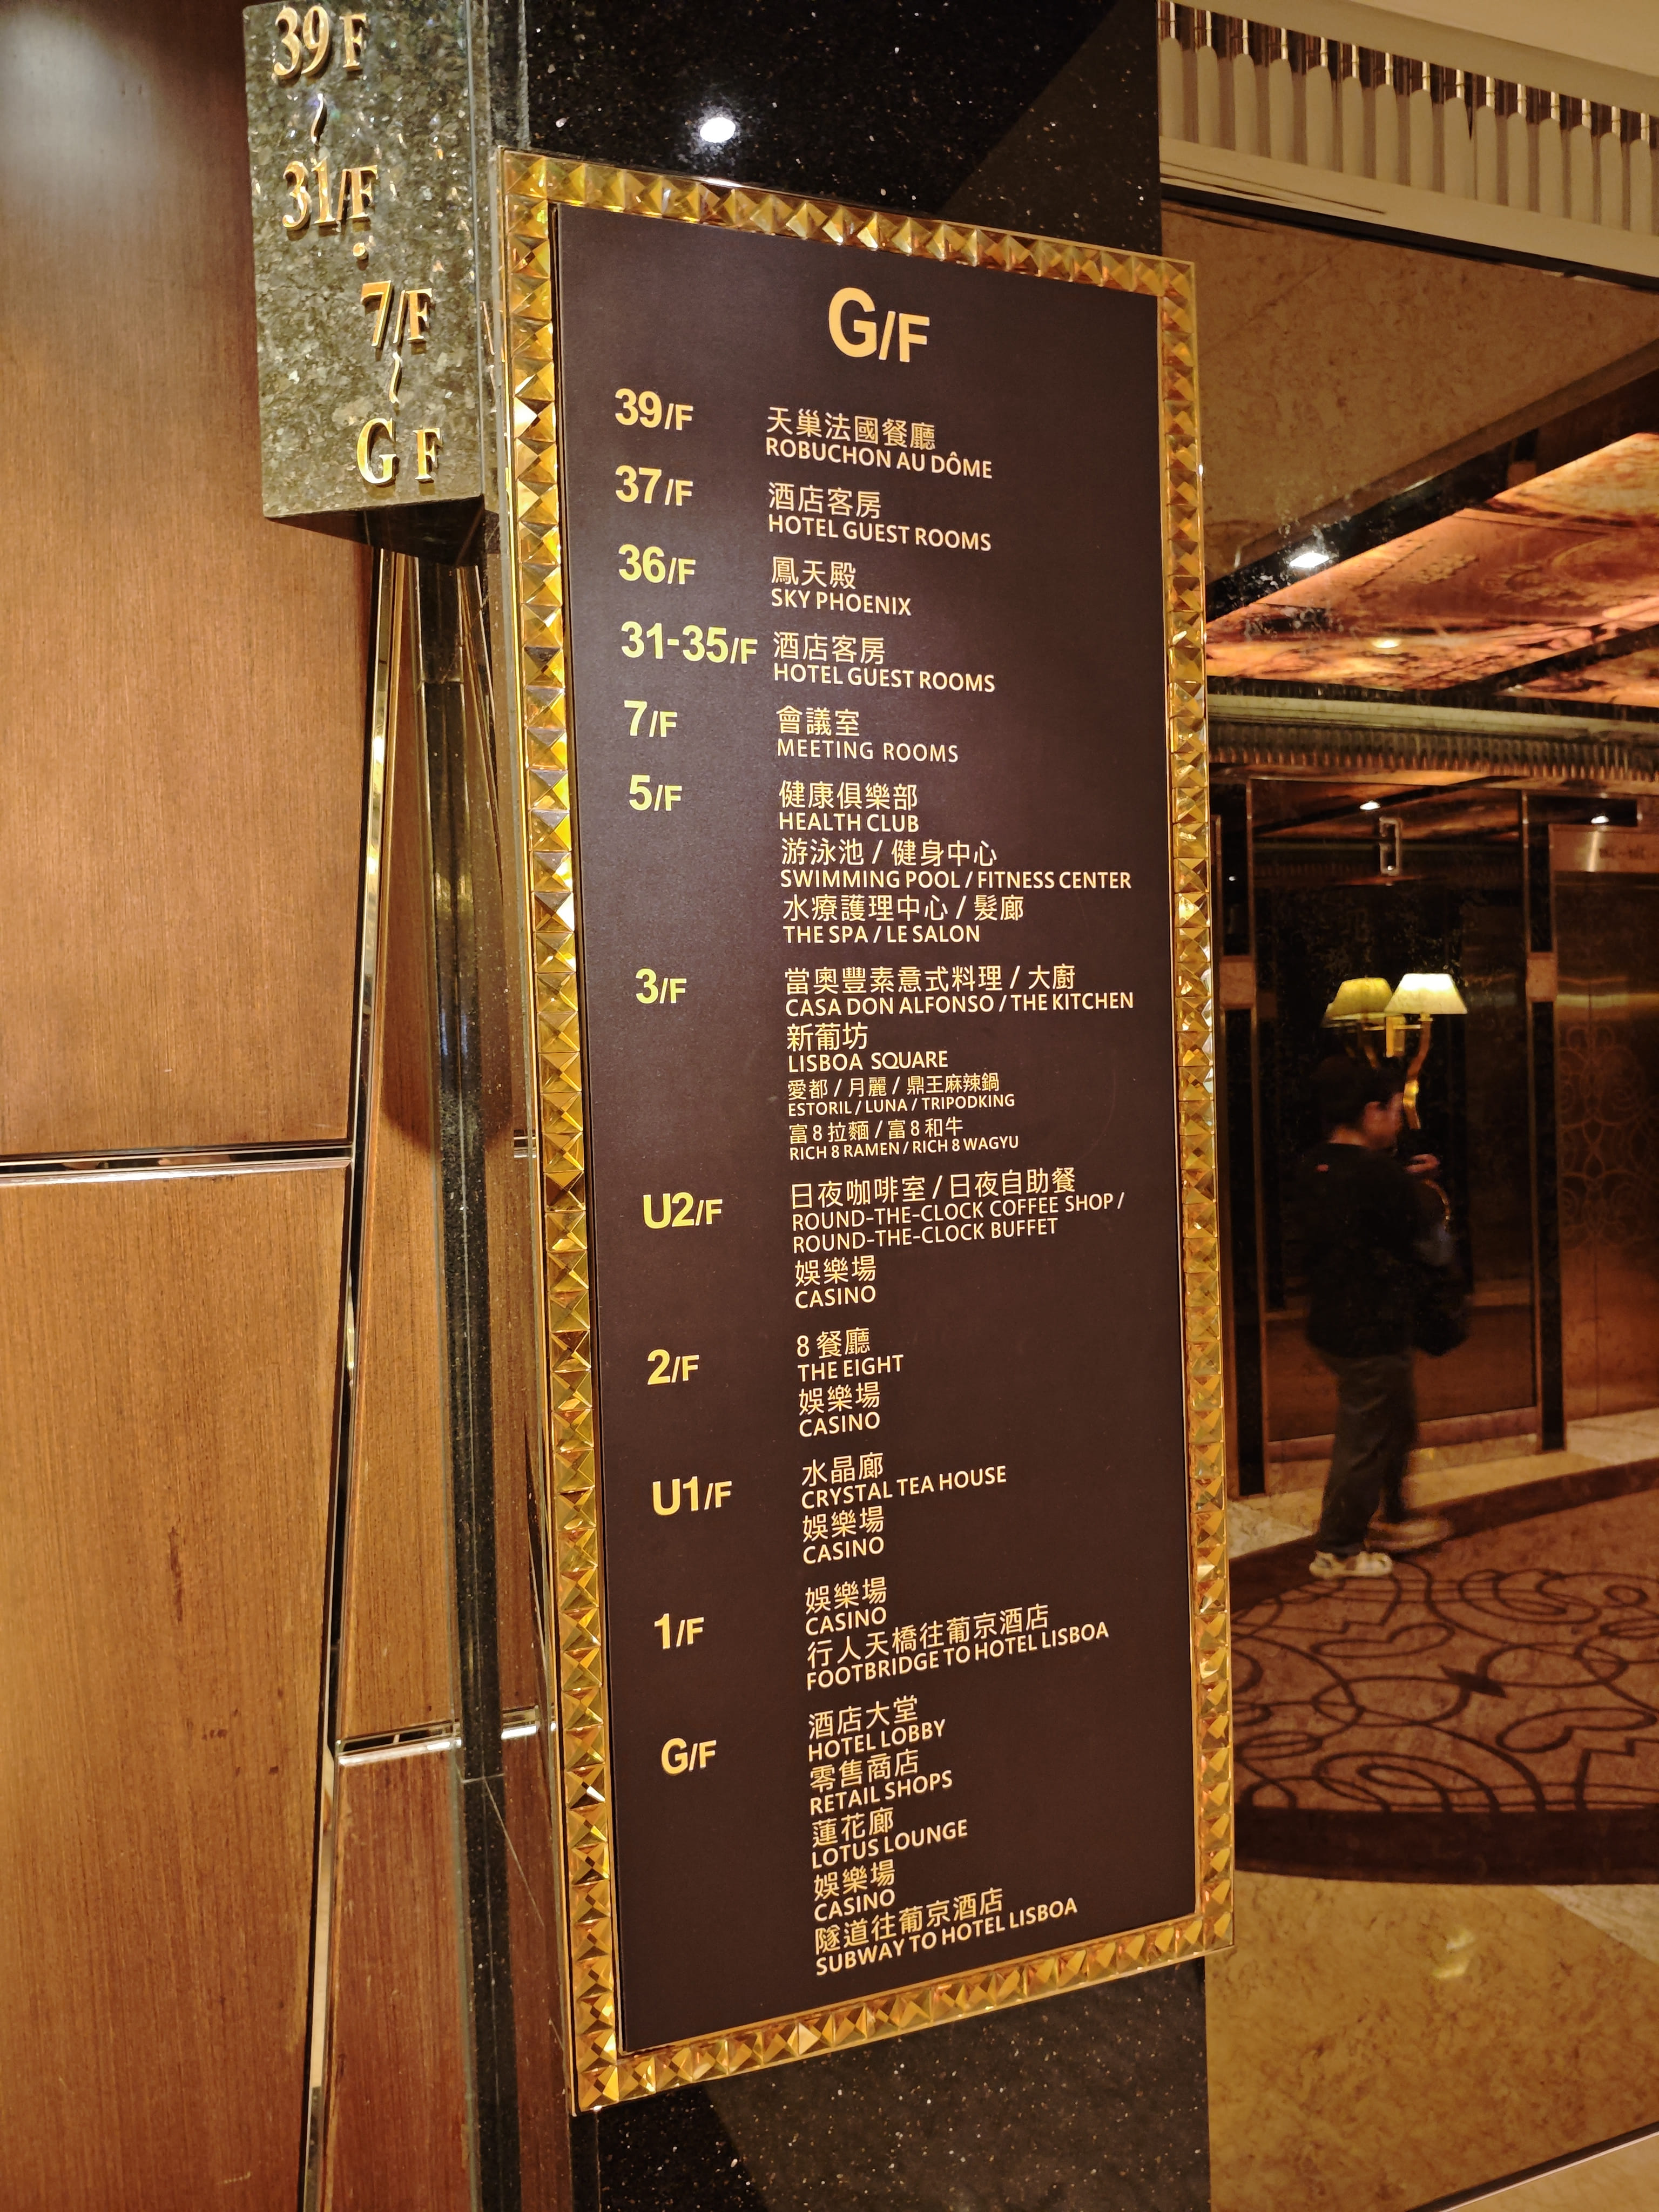 39 F
~
31/F
·
7/F
~
G F
G/F
39/F 天巢法國餐廳
ROBUCHON AU DÔME
37/F 酒店客房
HOTEL GUEST ROOMS
36/F 鳳天殿
SKY PHOENIX
31-35/F 酒店客房
HOTEL GUEST ROOMS
7/F 會議室
MEETING ROOMS
5/F 健康俱樂部
HEALTH CLUB
游泳池 / 健身中心
SWIMMING POOL / FITNESS CENTER
水療護理中心 / 髮廊
THE SPA / LE SALON
3/F 當奧豐素意式料理 / 大廚
CASA DON ALFONSO / THE KITCHEN
新葡坊
LISBOA SQUARE
愛都 / 月麗 / 鼎王麻辣鍋
ESTORIL / LUNA / TRIPODKING
富8拉麵 / 富8和牛
RICH 8 RAMEN / RICH 8 WAGYU
U2/F 日夜咖啡室 / 日夜自助餐
ROUND-THE-CLOCK COFFEE SHOP /
ROUND-THE-CLOCK BUFFET
娛樂場
CASINO
2/F 8餐廳
THE EIGHT
娛樂場
CASINO
U1/F 水晶廊
CRYSTAL TEA HOUSE
娛樂場
CASINO
1/F 娛樂場
CASINO
行人天橋往葡京酒店
FOOTBRIDGE TO HOTEL LISBOA
G/F 酒店大堂
HOTEL LOBBY
零售商店
RETAIL SHOPS
蓮花廊
LOTUS LOUNGE
娛樂場
CASINO
隧道往葡京酒店
SUBWAY TO HOTEL LISBOA